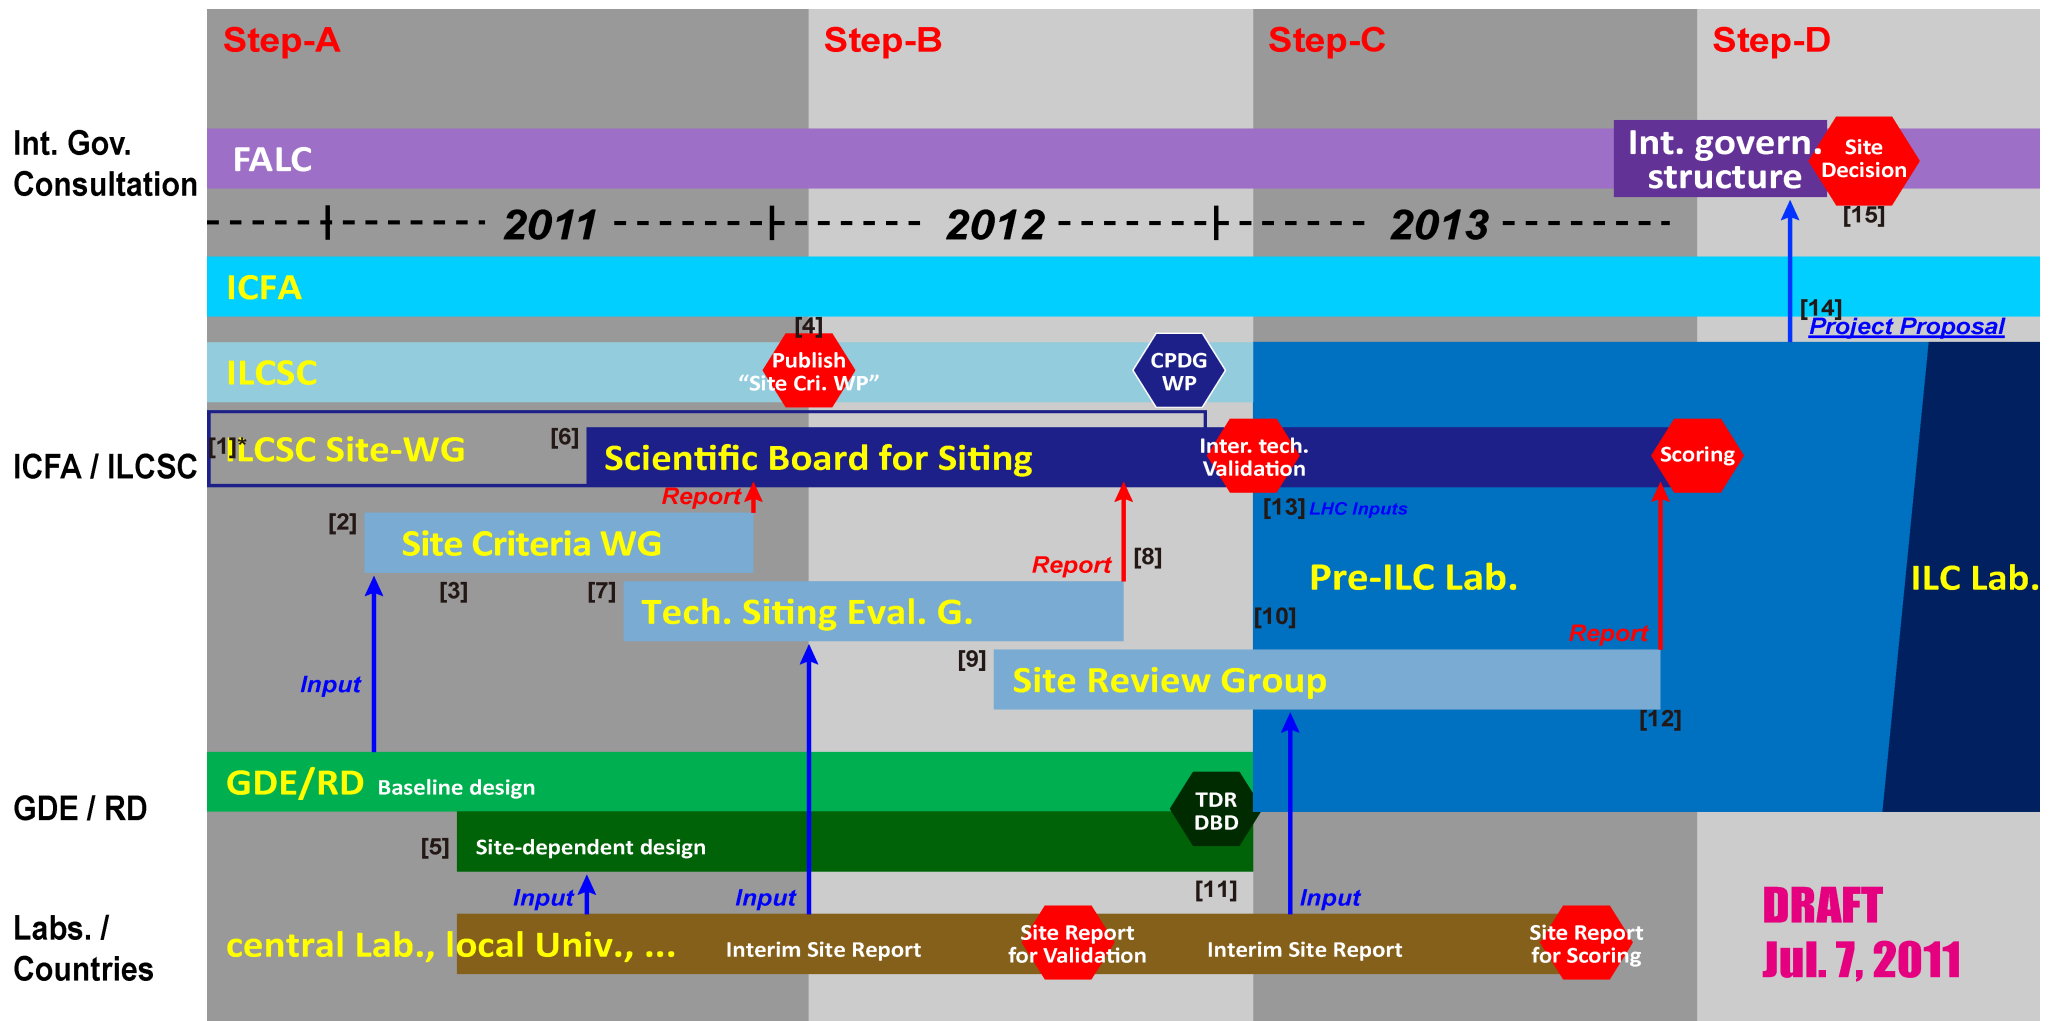 Step-A
Step-B
Step-C
Step-D
Int. Gov.
Consultation
FALC
Int. govern.
structure
Site
Decision
[15]
2011
2012
2013
ICFA
[14]
Project Proposal
[4]
ILCSC
Publish
“Site Cri. WP”
CPDG
WP
ICFA / ILCSC
[1]*
ILCSC Site-WG
[6]
Scientific Board for Siting
Inter. tech.
Validation
Scoring
Report
[13]
LHC Inputs
[2]
Site Criteria WG
[3]
Report
[8]
[7]
Tech. Siting Eval. G.
Pre-ILC Lab.
ILC Lab.
[10]
Report
[9]
Site Review Group
[12]
Input
GDE / RD
GDE/RD Baseline design
TDR
DBD
[5]
Site-dependent design
[11]
Input
Input
Input
Labs. /
Countries
central Lab., local Univ., ...
Interim Site Report
Site Report
for Validation
Interim Site Report
Site Report
for Scoring
DRAFT
Jul. 7, 2011